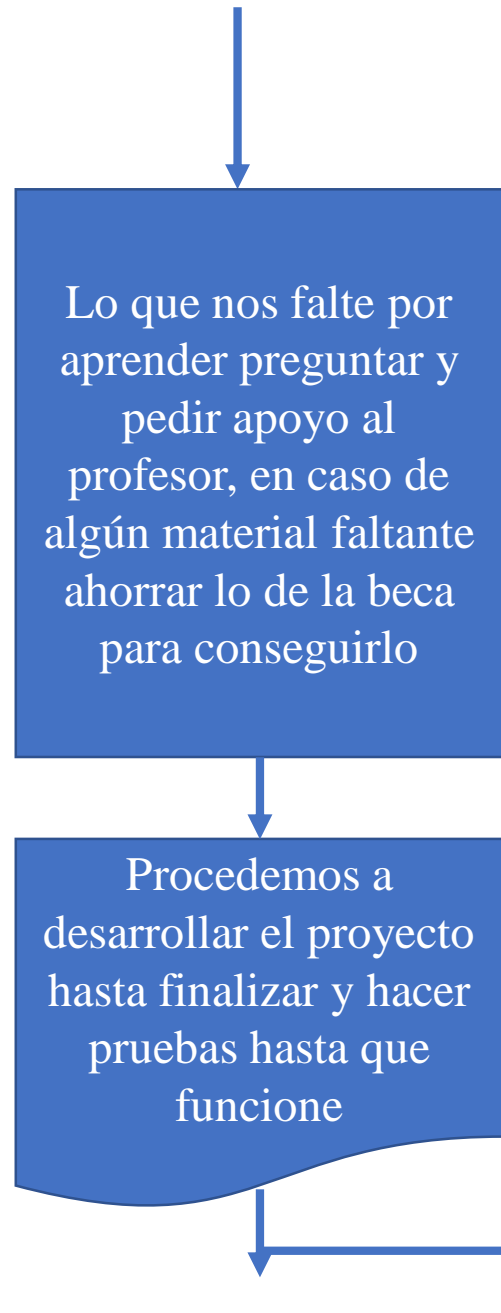 Lo que nos falte por
aprender preguntar y
pedir apoyo al
profesor, en caso de
algún material faltante
ahorrar lo de la beca
para conseguirlo
Procedemos a
desarrollar el proyecto
hasta finalizar y hacer
pruebas hasta que
funcione